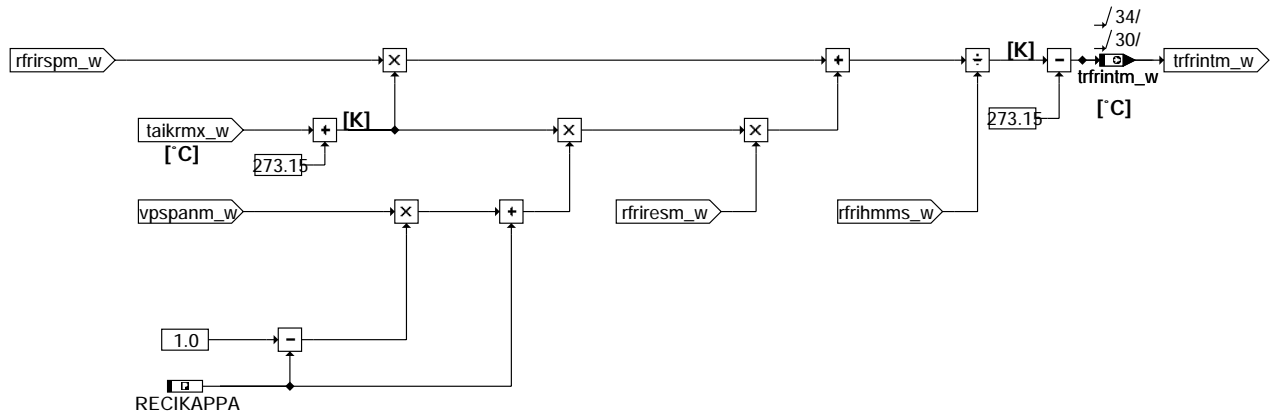 / 34/
/ 30/
rfrirspm_w
×
+
÷
[K]
−
trfrintm_w
trfrintm_w
[°C]
taikrmx_w
[°C]
+
[K]
273.15
×
×
273.15
vpspanm_w
×
+
rfriresm_w
rfrihmms_w
1.0
−
RECIKAPPA